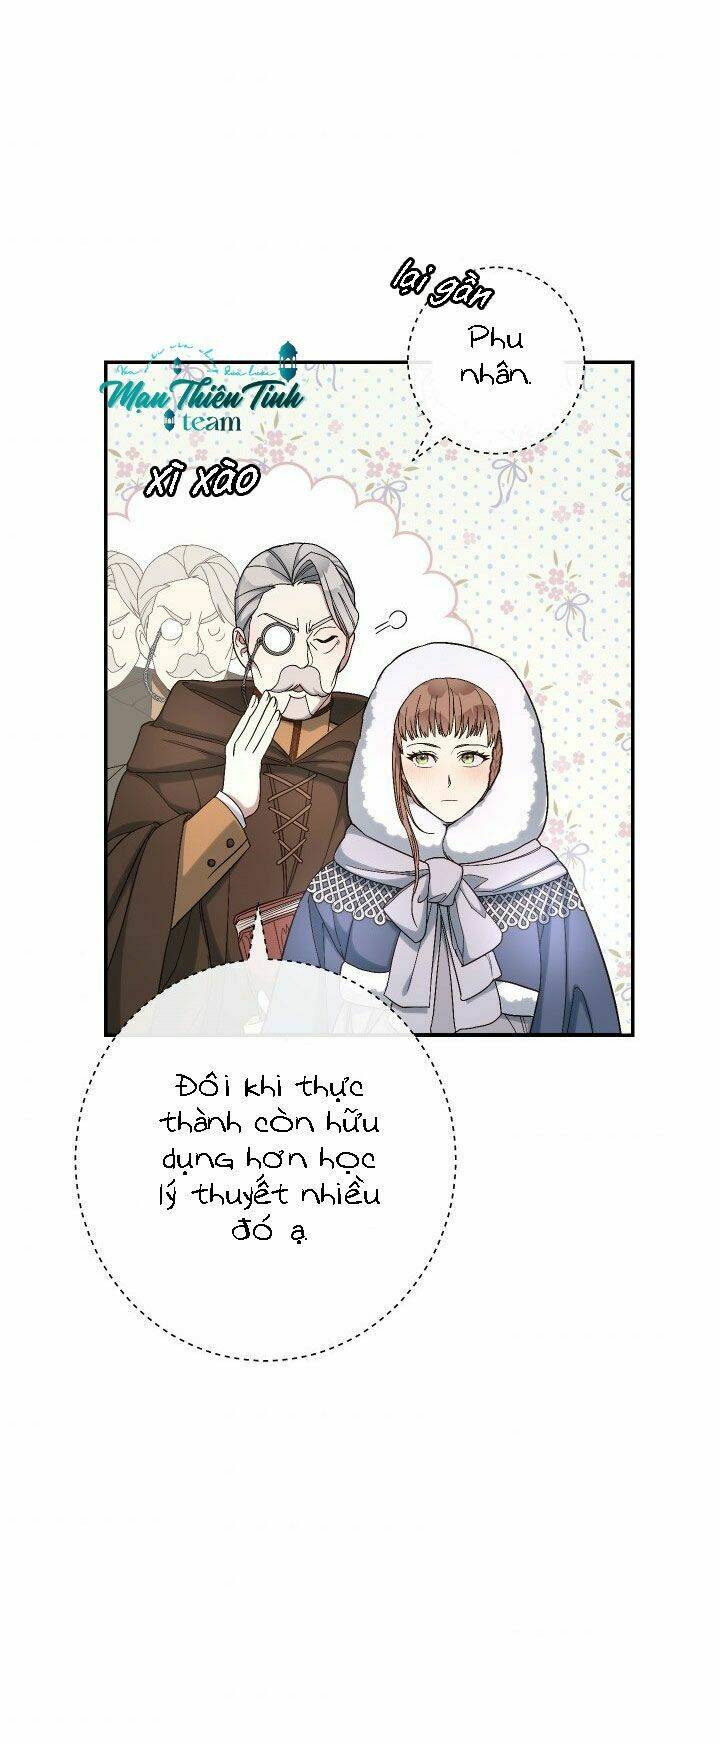 lại gần
Phu
nhân.
Mạn Thiên Tinh
team
xì xào
Đôi khi thực
thành còn hữu
dụng hơn học
lý thuyết nhiều
đó ạ.